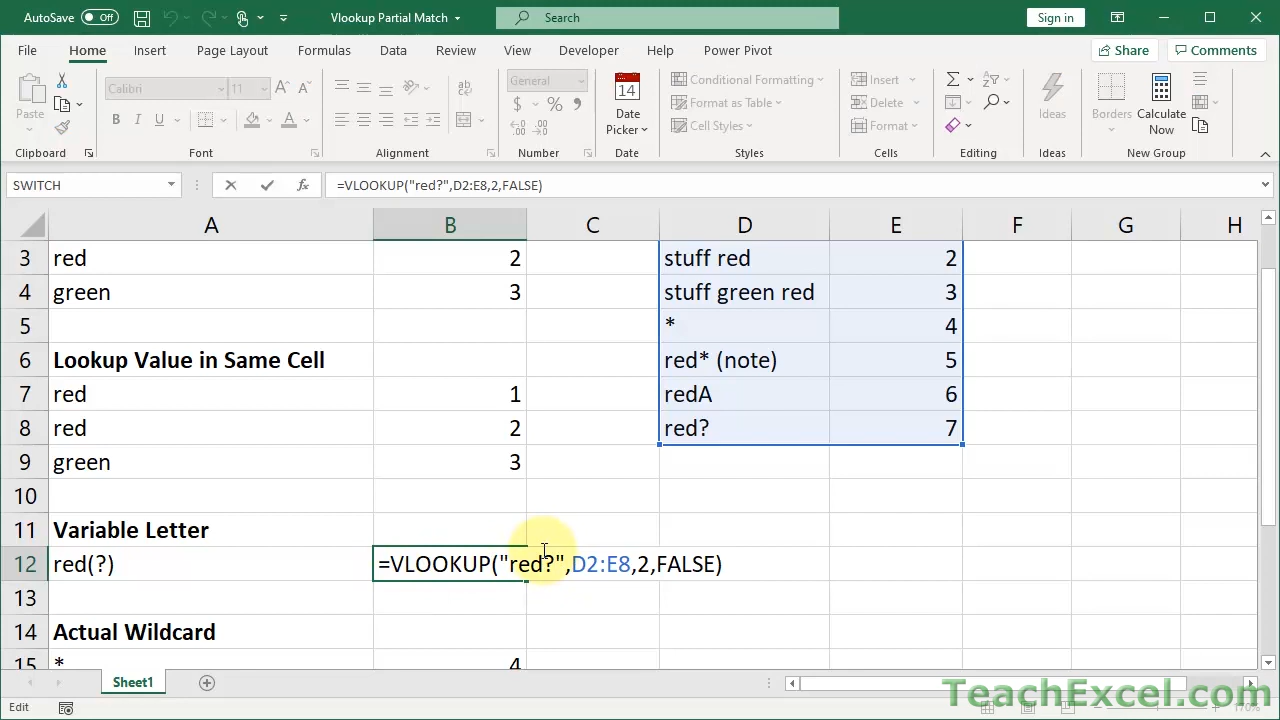 AutoSave Off Vlookup Partial Match Search Sign in
File Home Insert Page Layout Formulas Data Review View Developer Help Power Pivot Share Comments
Paste Calibri 11 General Conditional Formatting Format as Table Cell Styles Date Picker Insert Delete Format Ideas Borders Calculate Now
Clipboard Font Alignment Number Date Styles Cells Editing Ideas New Group
SWITCH =VLOOKUP("red?",D2:E8,2,FALSE)
A B C D E F G H
3 red 2 stuff red 2
4 green 3 stuff green red 3
5 * 4
6 Lookup Value in Same Cell red* (note) 5
7 red 1 redA 6
8 red 2 red? 7
9 green 3
10
11 Variable Letter
12 red(?) =VLOOKUP("red?",D2:E8,2,FALSE)
13
14 Actual Wildcard
15 * 4
Sheet1
TeachExcel.com
Edit 170%